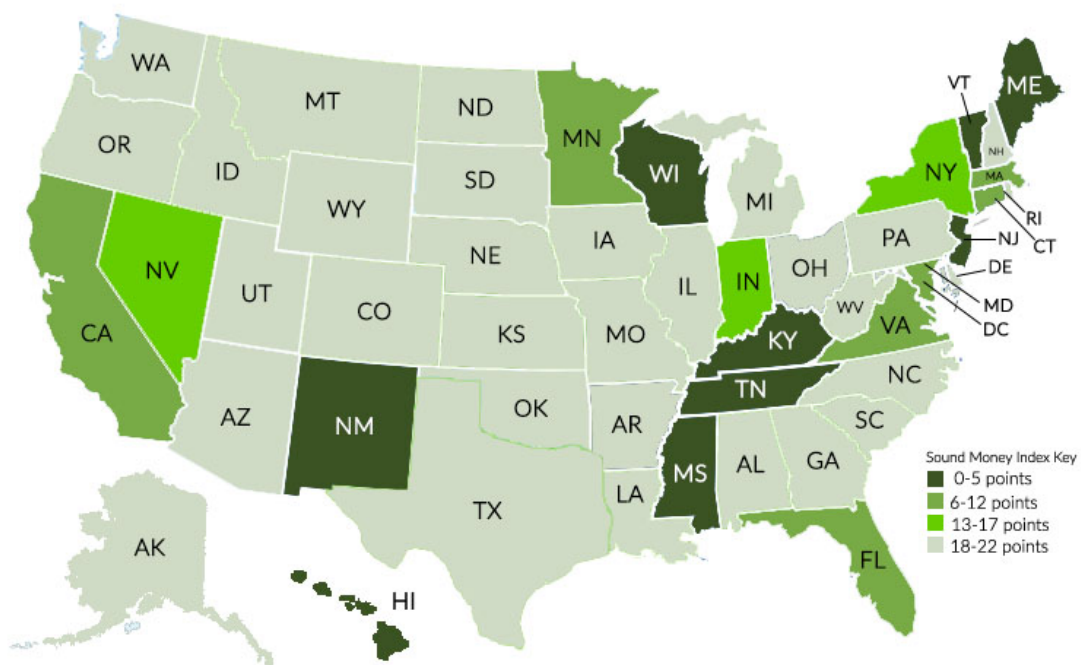 WA
MT
ND
MN
VT
ME
OR
ID
SD
WI
MI
NY
NH
MA
RI
CT
WY
IA
NE
PA
NJ
NV
UT
CO
IL
IN
OH
DE
MD
DC
WV
VA
CA
KS
MO
KY
NC
AZ
NM
OK
AR
TN
SC
MS
AL
GA
LA
TX
FL
AK
HI
Sound Money Index Key
0-5 points
6-12 points
13-17 points
18-22 points